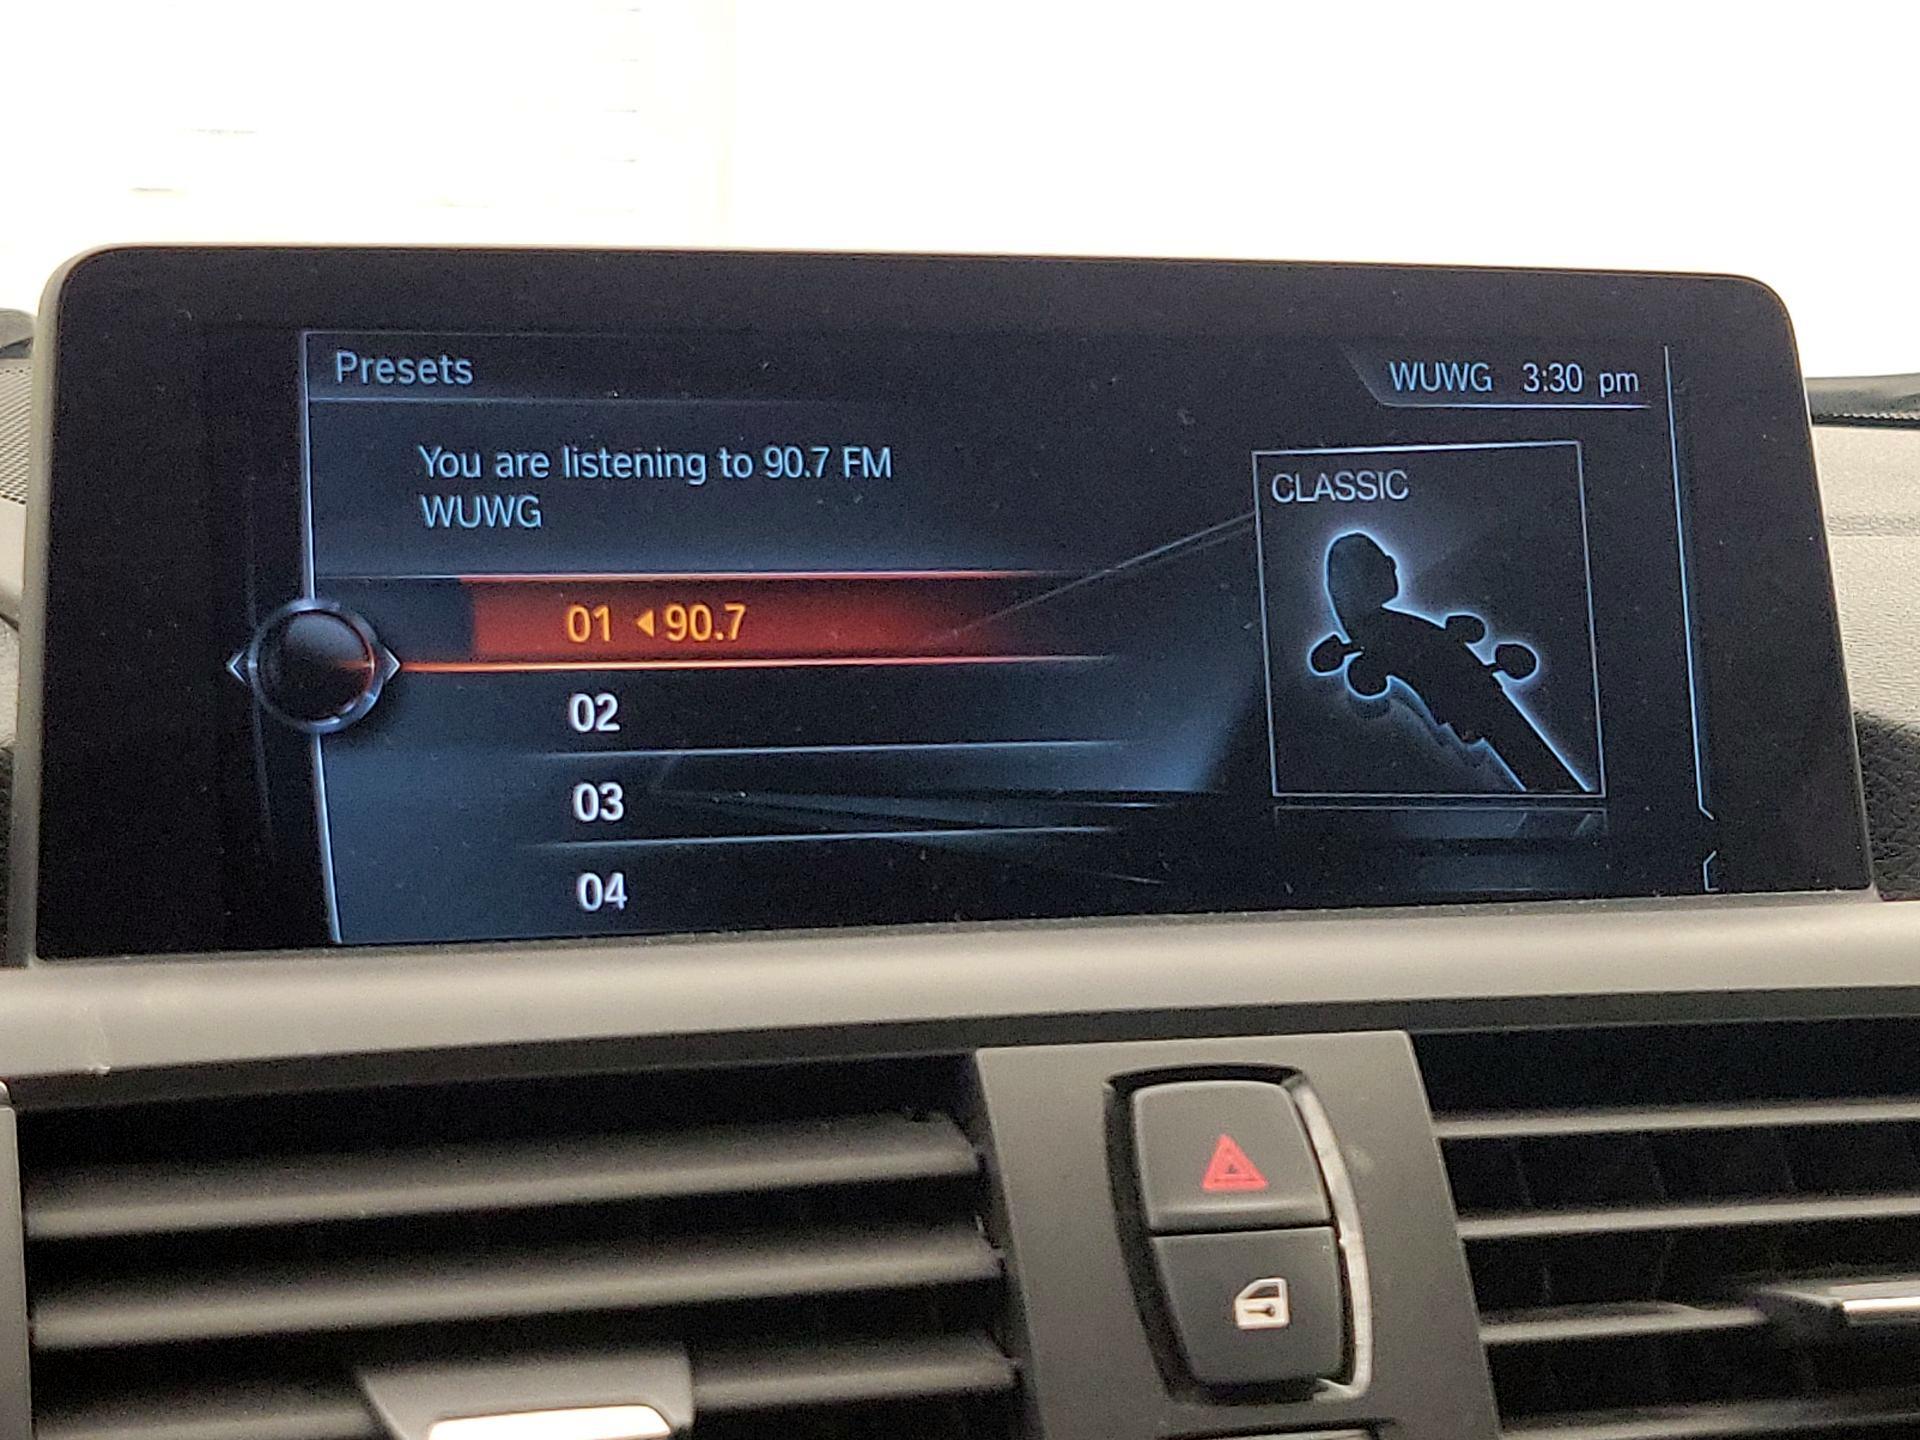 Presets
WUWG 3:30 pm
You are listening to 90.7 FM
WUWG
CLASSIC
01 ◄90.7
02
03
04